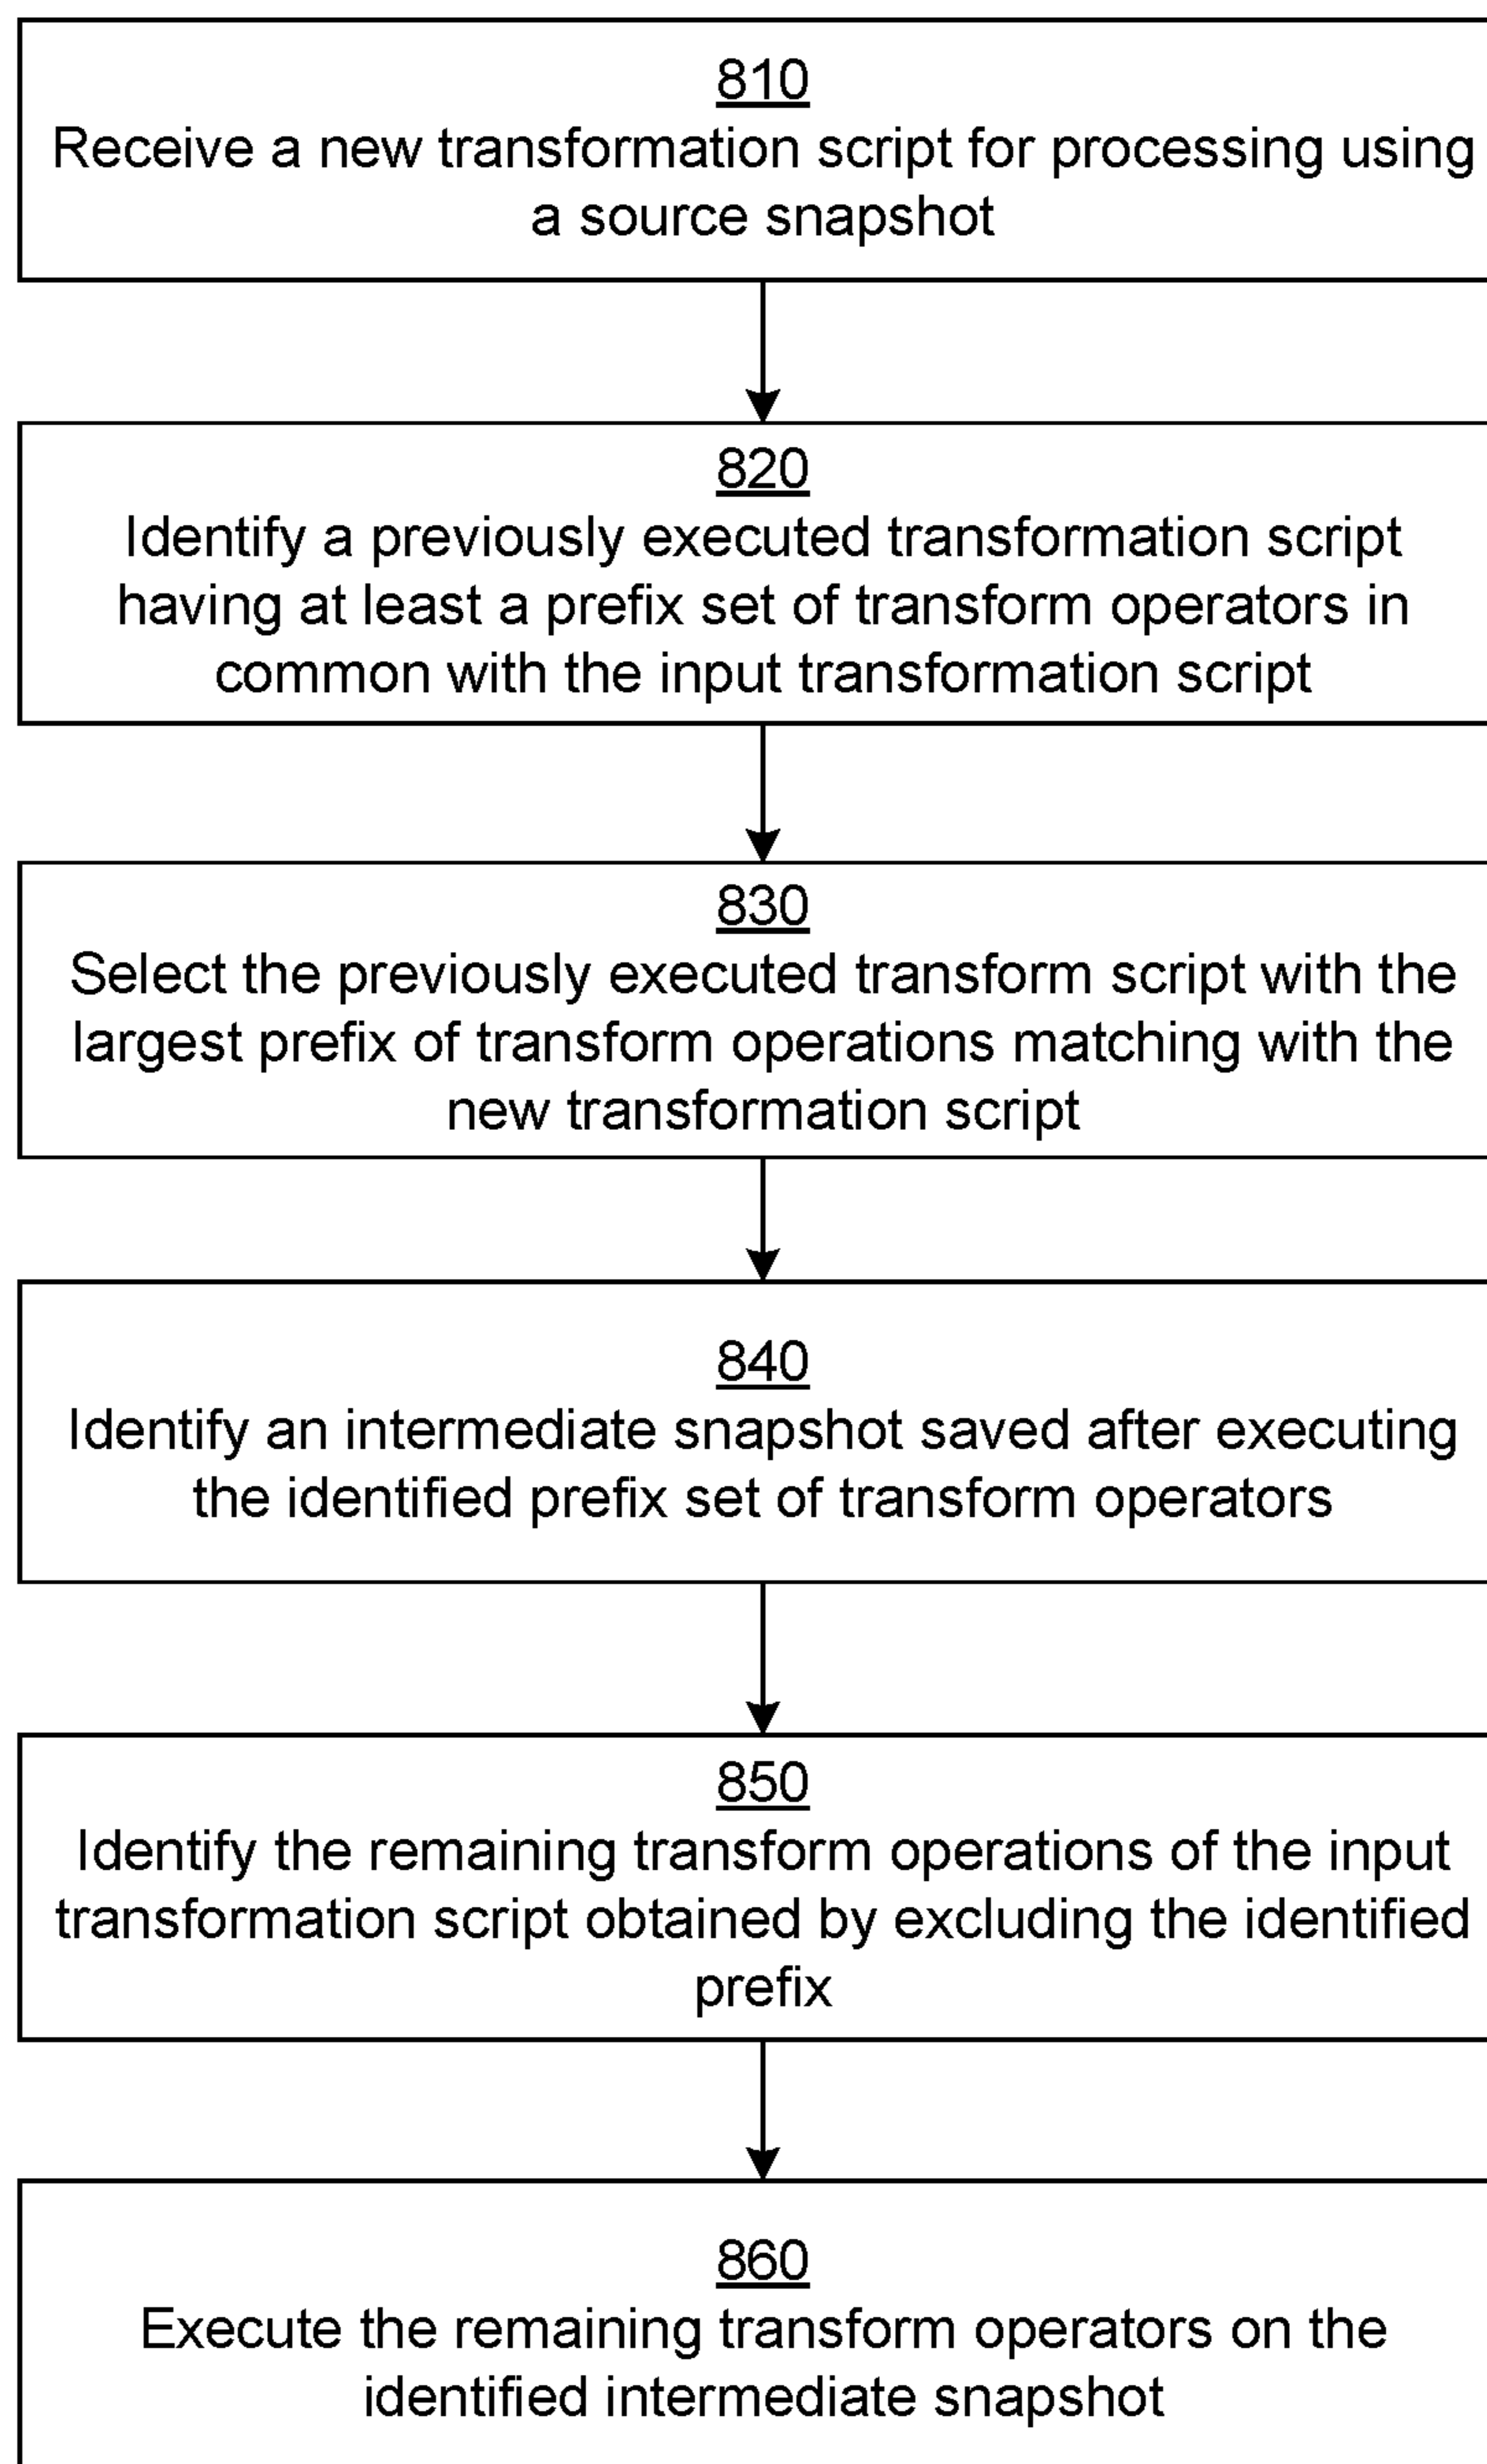 810
Receive a new transformation script for processing using
a source snapshot
820
Identify a previously executed transformation script
having at least a prefix set of transform operators in
common with the input transformation script
830
Select the previously executed transform script with the
largest prefix of transform operations matching with the
new transformation script
840
Identify an intermediate snapshot saved after executing
the identified prefix set of transform operators
850
Identify the remaining transform operations of the input
transformation script obtained by excluding the identified
prefix
860
Execute the remaining transform operators on the
identified intermediate snapshot